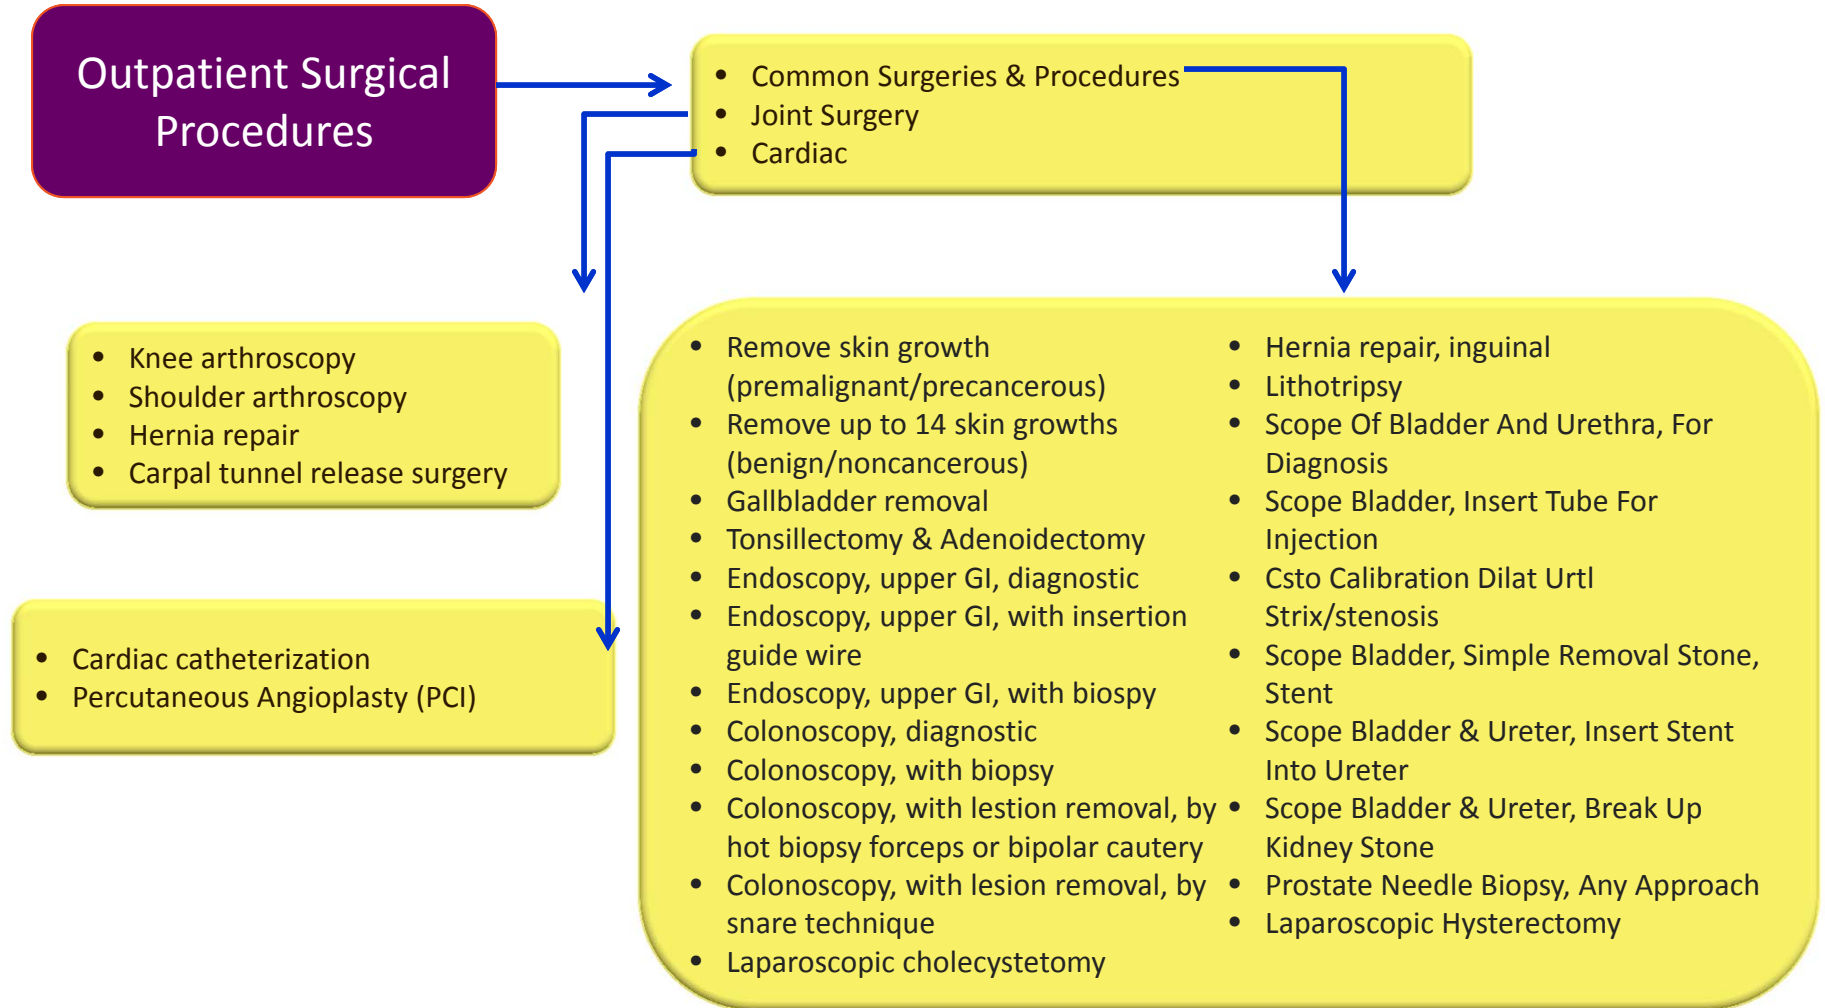 Outpatient Surgical
Procedures
• Common Surgeries & Procedures
• Joint Surgery
• Cardiac
• Knee arthroscopy
• Shoulder arthroscopy
• Hernia repair
• Carpal tunnel release surgery
• Cardiac catheterization
• Percutaneous Angioplasty (PCI)
• Remove skin growth
(premalignant/precancerous)
• Remove up to 14 skin growths
(benign/noncancerous)
• Gallbladder removal
• Tonsillectomy & Adenoidectomy
• Endoscopy, upper GI, diagnostic
• Endoscopy, upper GI, with insertion
guide wire
• Endoscopy, upper GI, with biospy
• Colonoscopy, diagnostic
• Colonoscopy, with biopsy
• Colonoscopy, with lestion removal, by
hot biopsy forceps or bipolar cautery
• Colonoscopy, with lesion removal, by
snare technique
• Laparoscopic cholecystetomy
• Hernia repair, inguinal
• Lithotripsy
• Scope Of Bladder And Urethra, For
Diagnosis
• Scope Bladder, Insert Tube For
Injection
• Csto Calibration Dilat Urtl
Strix/stenosis
• Scope Bladder, Simple Removal Stone,
Stent
• Scope Bladder & Ureter, Insert Stent
Into Ureter
• Scope Bladder & Ureter, Break Up
Kidney Stone
• Prostate Needle Biopsy, Any Approach
• Laparoscopic Hysterectomy